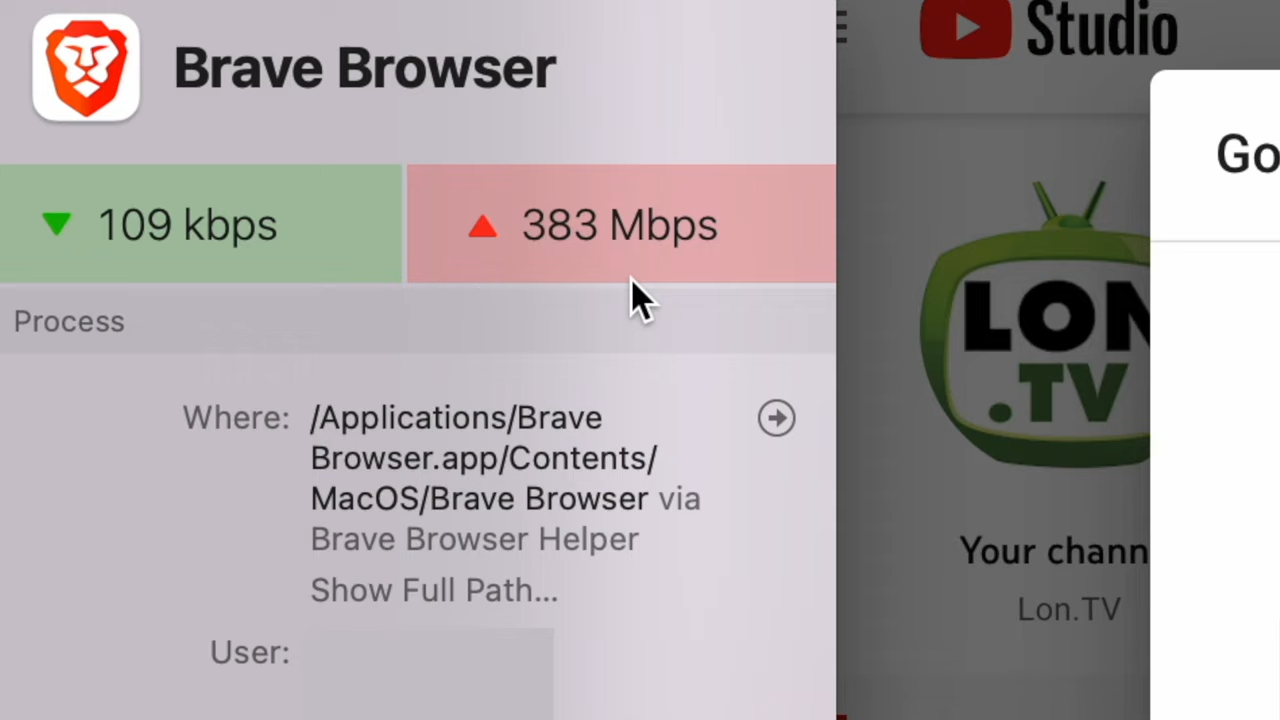 Brave Browser
109 kbps
383 Mbps
Process
Where:
/Applications/Brave
Browser.app/Contents/
MacOS/Brave Browser via
Brave Browser Helper
Show Full Path...
User:
Studio
LON
.TV
Your chann
Lon.TV
Go